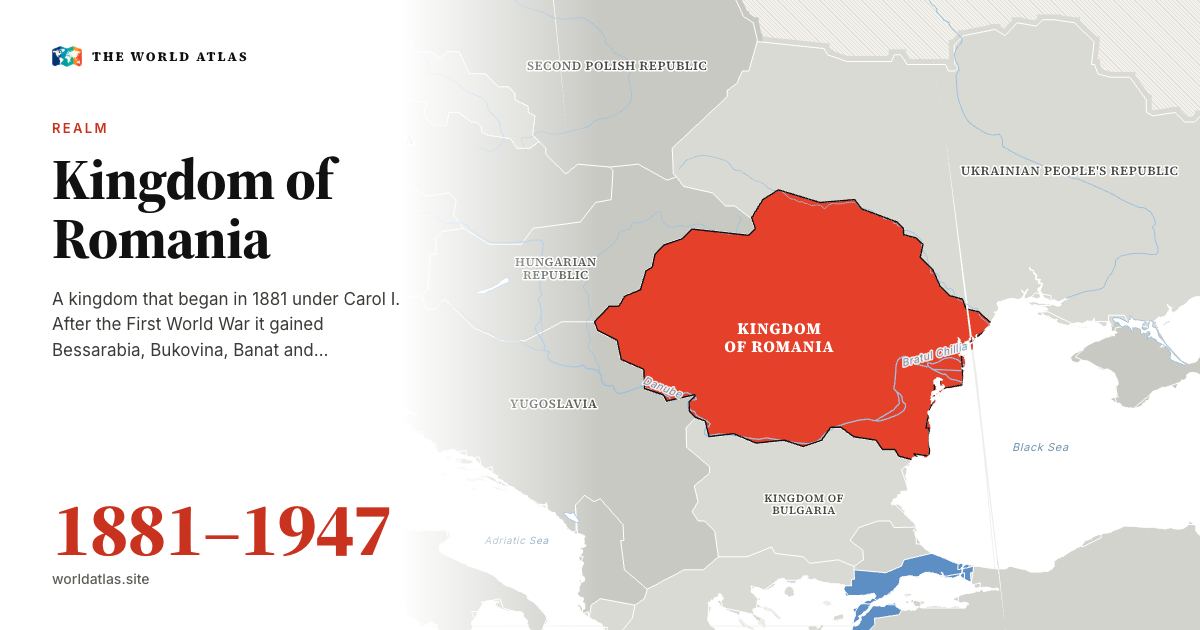 THE WORLD ATLAS
REALM
Kingdom of
Romania
A kingdom that began in 1881 under Carol I.
After the First World War it gained
Bessarabia, Bukovina, Banat and...
1881–1947
worldatlas.site
SECOND POLISH REPUBLIC
UKRAINIAN PEOPLE'S REPUBLIC
HUNGARIAN
REPUBLIC
KINGDOM
OF ROMANIA
Bratul Chillia
Danube
YUGOSLAVIA
Black Sea
KINGDOM OF
BULGARIA
Adriatic Sea